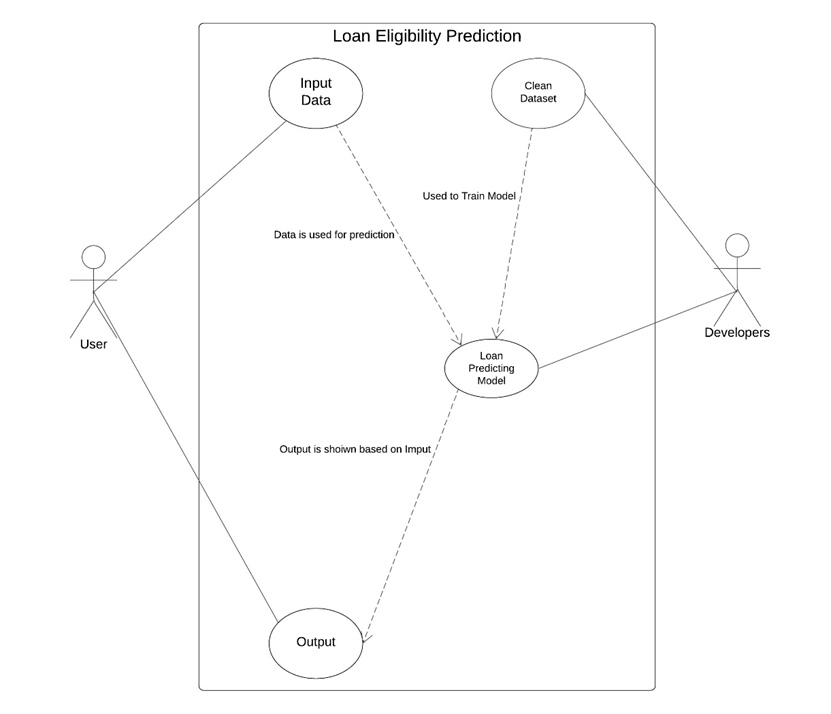 Loan Eligibility Prediction
Input
Data
Clean
Dataset
Used to Train Model
Data is used for prediction
User
Developers
Loan
Predicting
Model
Output is shoiwn based on Imput
Output